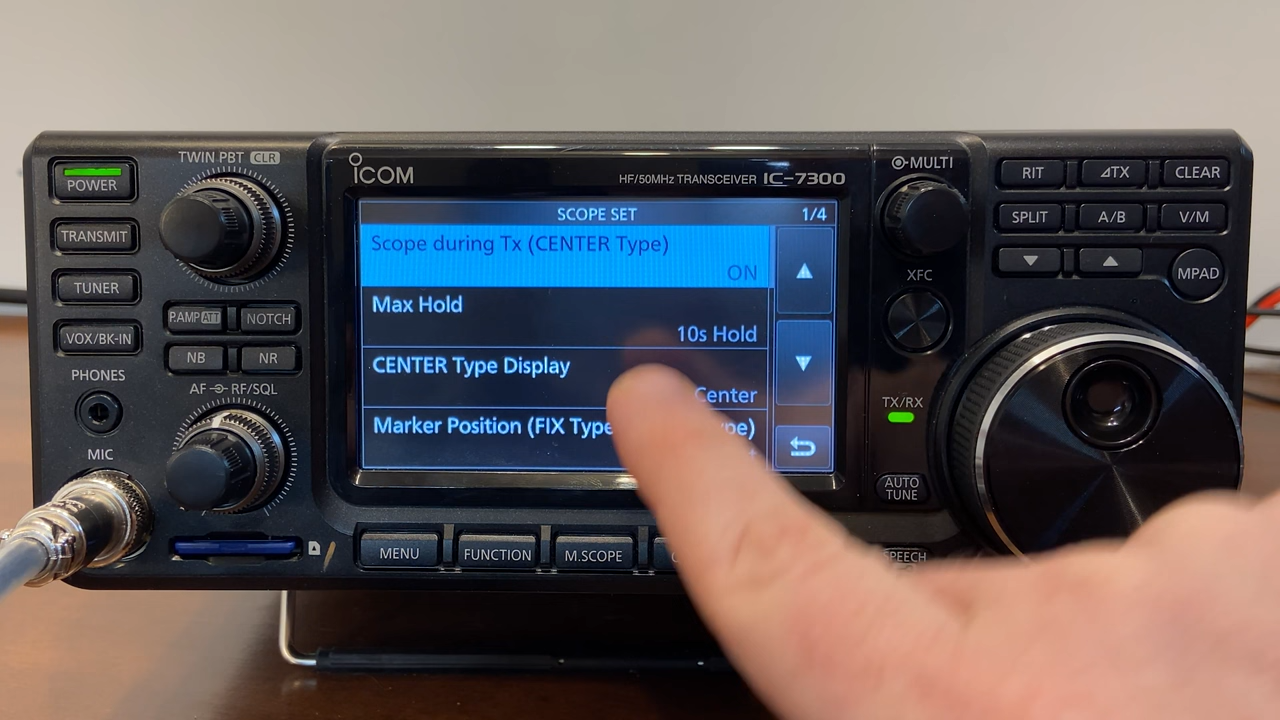 TWIN PBT CLR
POWER
TRANSMIT
TUNER
VOX/BK-IN
P.AMP ATT
NOTCH
NB
NR
PHONES
AF RF/SQL
MIC
ICOM
HF/50MHz TRANSCEIVER IC-7300
SCOPE SET 1/4
Scope during Tx (CENTER Type)
ON
Max Hold
10s Hold
CENTER Type Display
Center
Marker Position (FIX Type
MENU
FUNCTION
M.SCOPE
MULTI
XFC
TX/RX
AUTO TUNE
RIT
⊿TX
CLEAR
SPLIT
A/B
V/M
MPAD